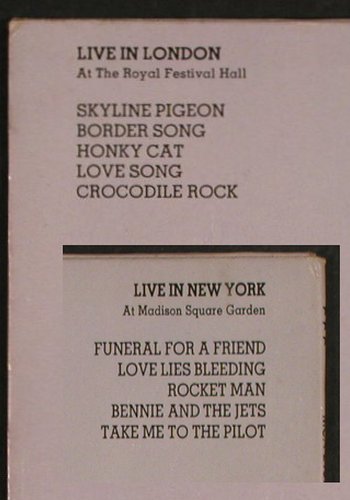 LIVE IN LONDON
At The Royal Festival Hall
SKYLINE PIGEON
BORDER SONG
HONKY CAT
LOVE SONG
CROCODILE ROCK
LIVE IN NEW YORK
At Madison Square Garden
FUNERAL FOR A FRIEND
LOVE LIES BLEEDING
ROCKET MAN
BENNIE AND THE JETS
TAKE ME TO THE PILOT